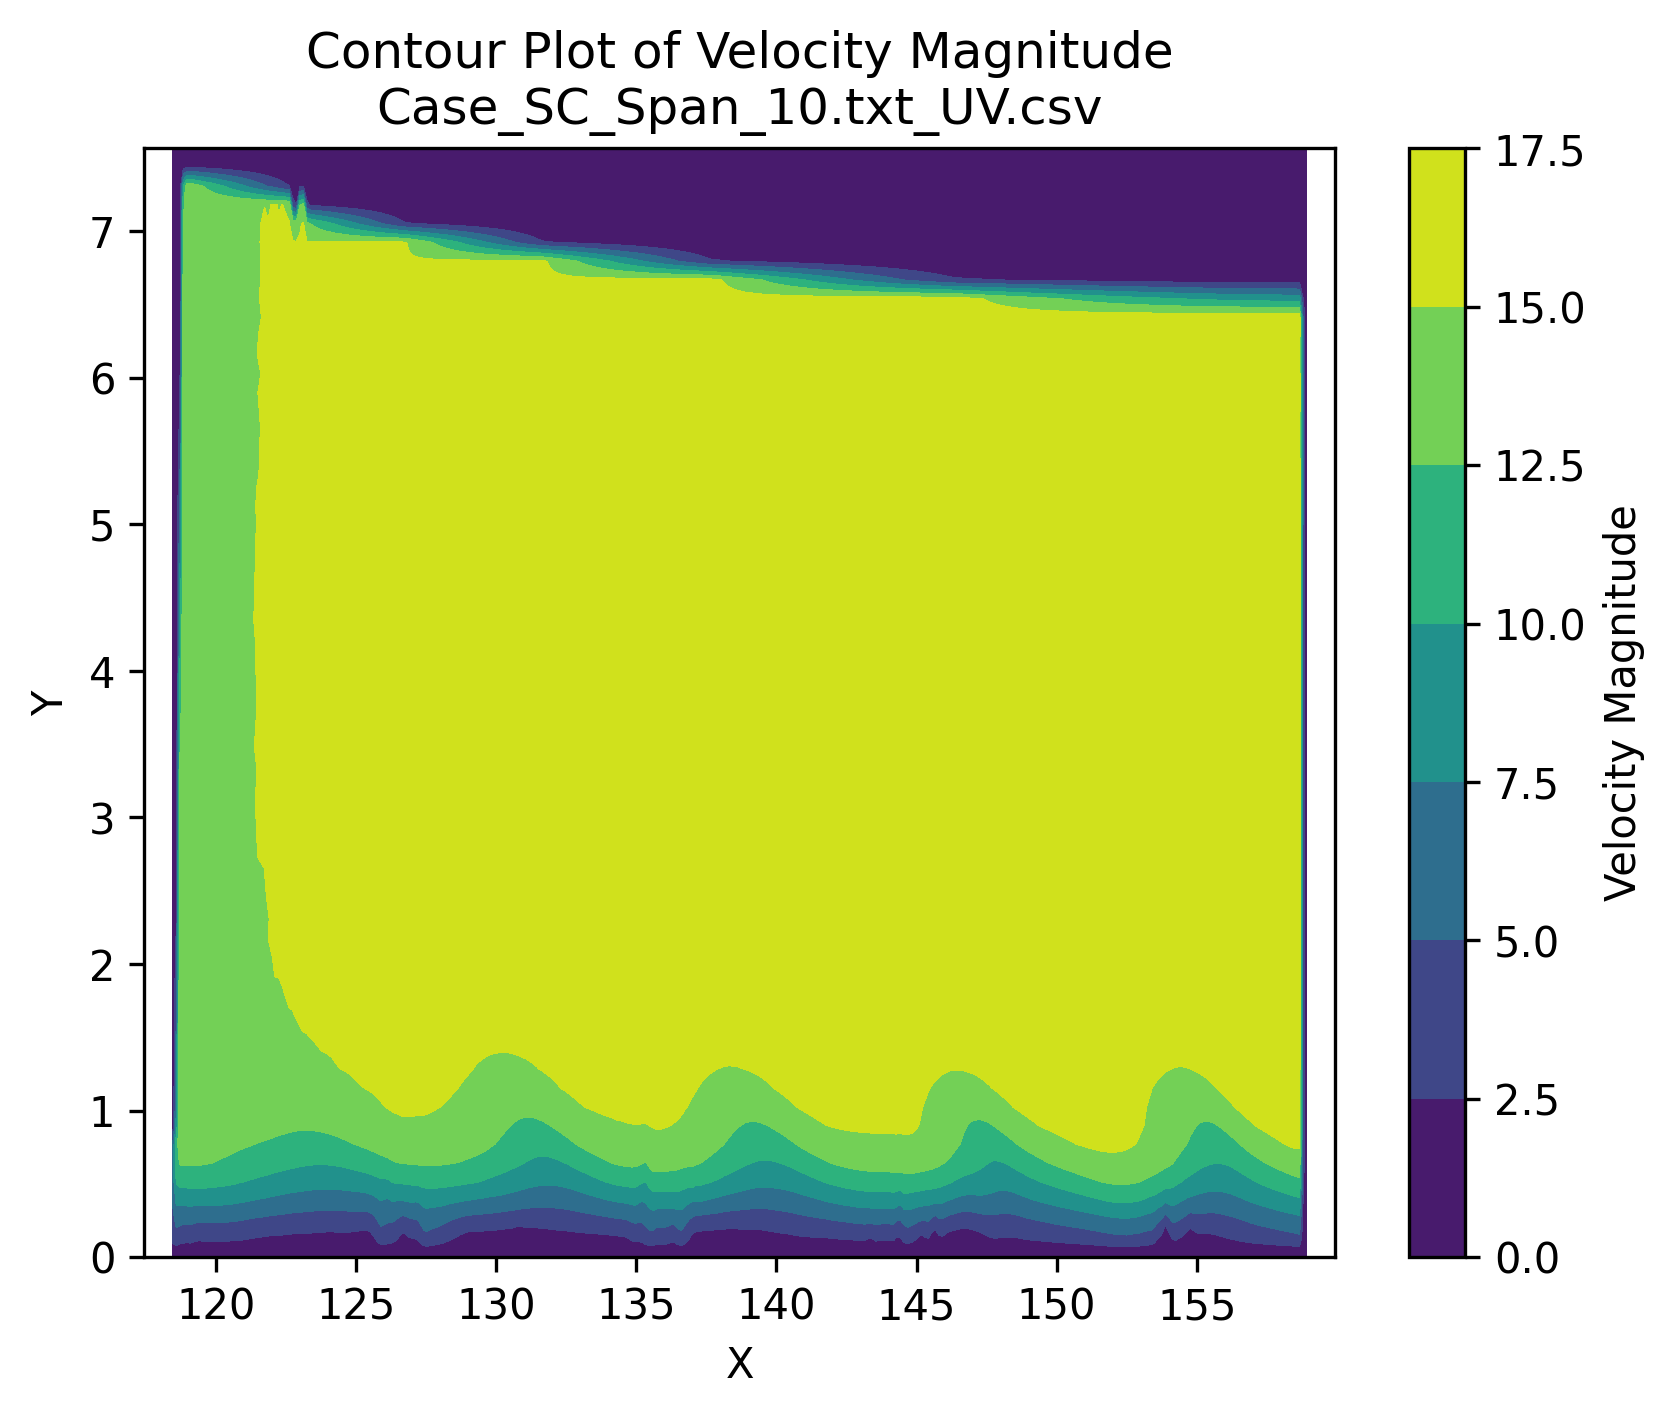 Contour Plot of Velocity Magnitude
Case_SC_Span_10.txt_UV.csv
7
6
5
4
3
2
1
0
Y
120 125 130 135 140 145 150 155
X
17.5
15.0
12.5
10.0
7.5
5.0
2.5
0.0
Velocity Magnitude